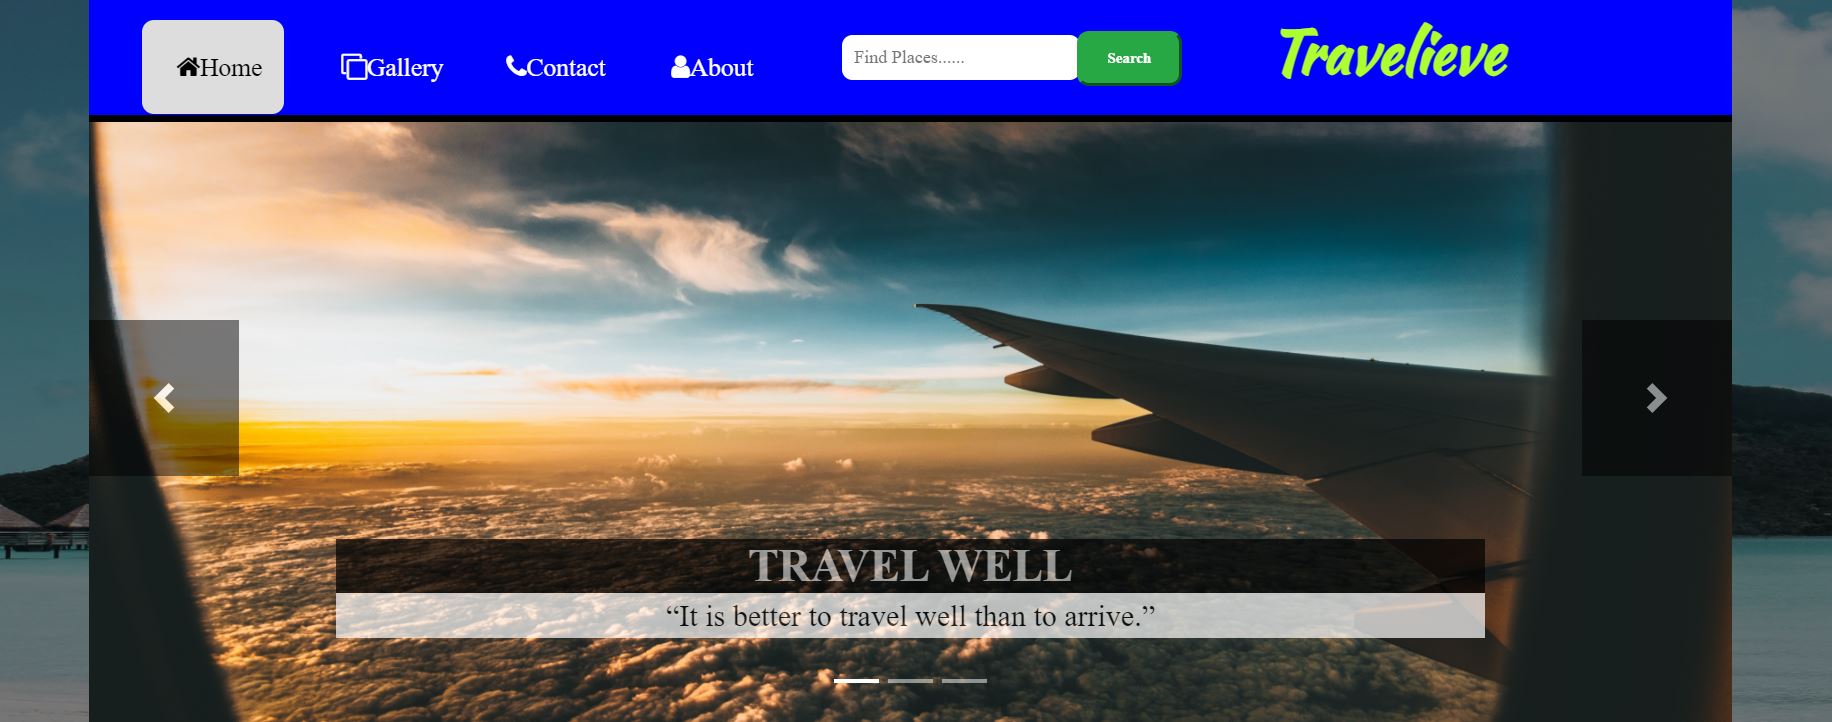 Home
Gallery
Contact
About
Find Places......
Search
Travelieve
TRAVEL WELL
“It is better to travel well than to arrive.”